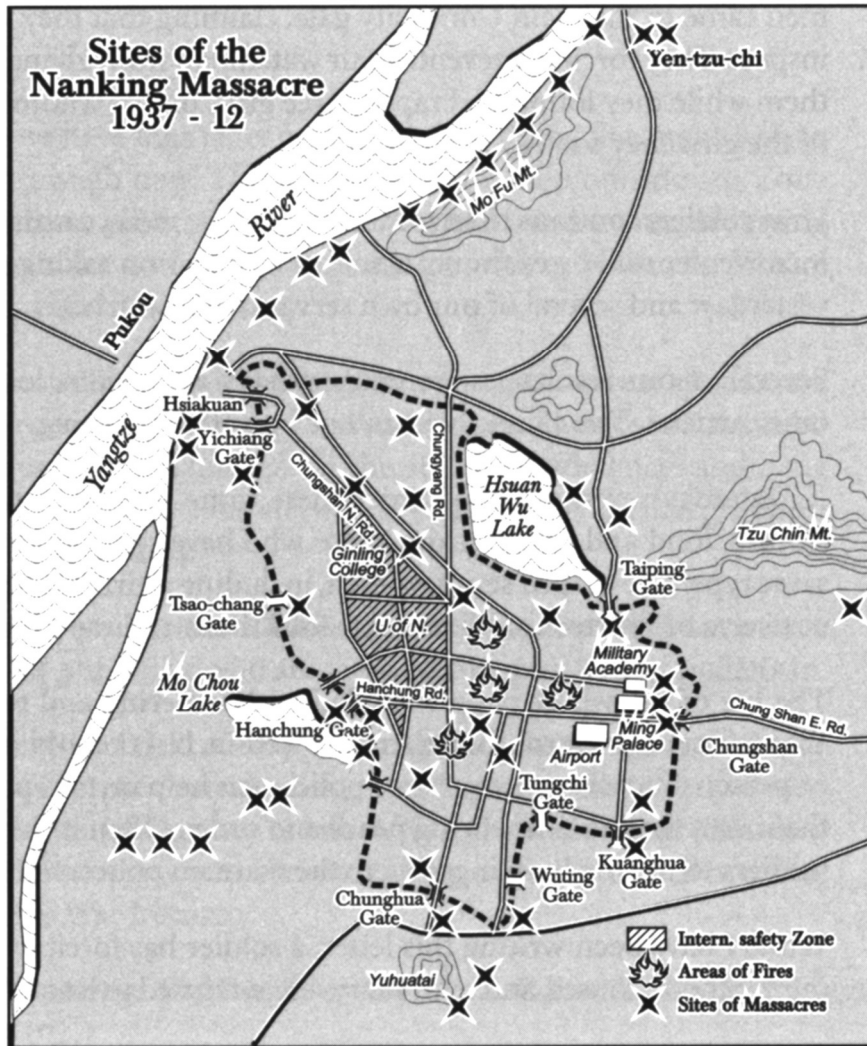 Sites of the
Nanking Massacre
1937 - 12
Yen-tzu-chi
River
Mo Fu Mt.
Pukou
Yangtze
Hsiakuan
Yichiang
Gate
Chungshan N. Rd.
Chungyang Rd.
Hsuan
Wu
Lake
Tzu Chin Mt.
Ginling
College
Taiping
Gate
Tsao-chang
Gate
U of N.
Military
Academy
Mo Chou
Lake
Hanchung Rd.
Hanchung Gate
Ming
Palace
Chung Shan E. Rd.
Airport
Chungshan
Gate
Tungchi
Gate
Kuanghua
Gate
Wuting
Gate
Chunghua
Gate
Yuhuatai
Intern. safety Zone
Areas of Fires
Sites of Massacres